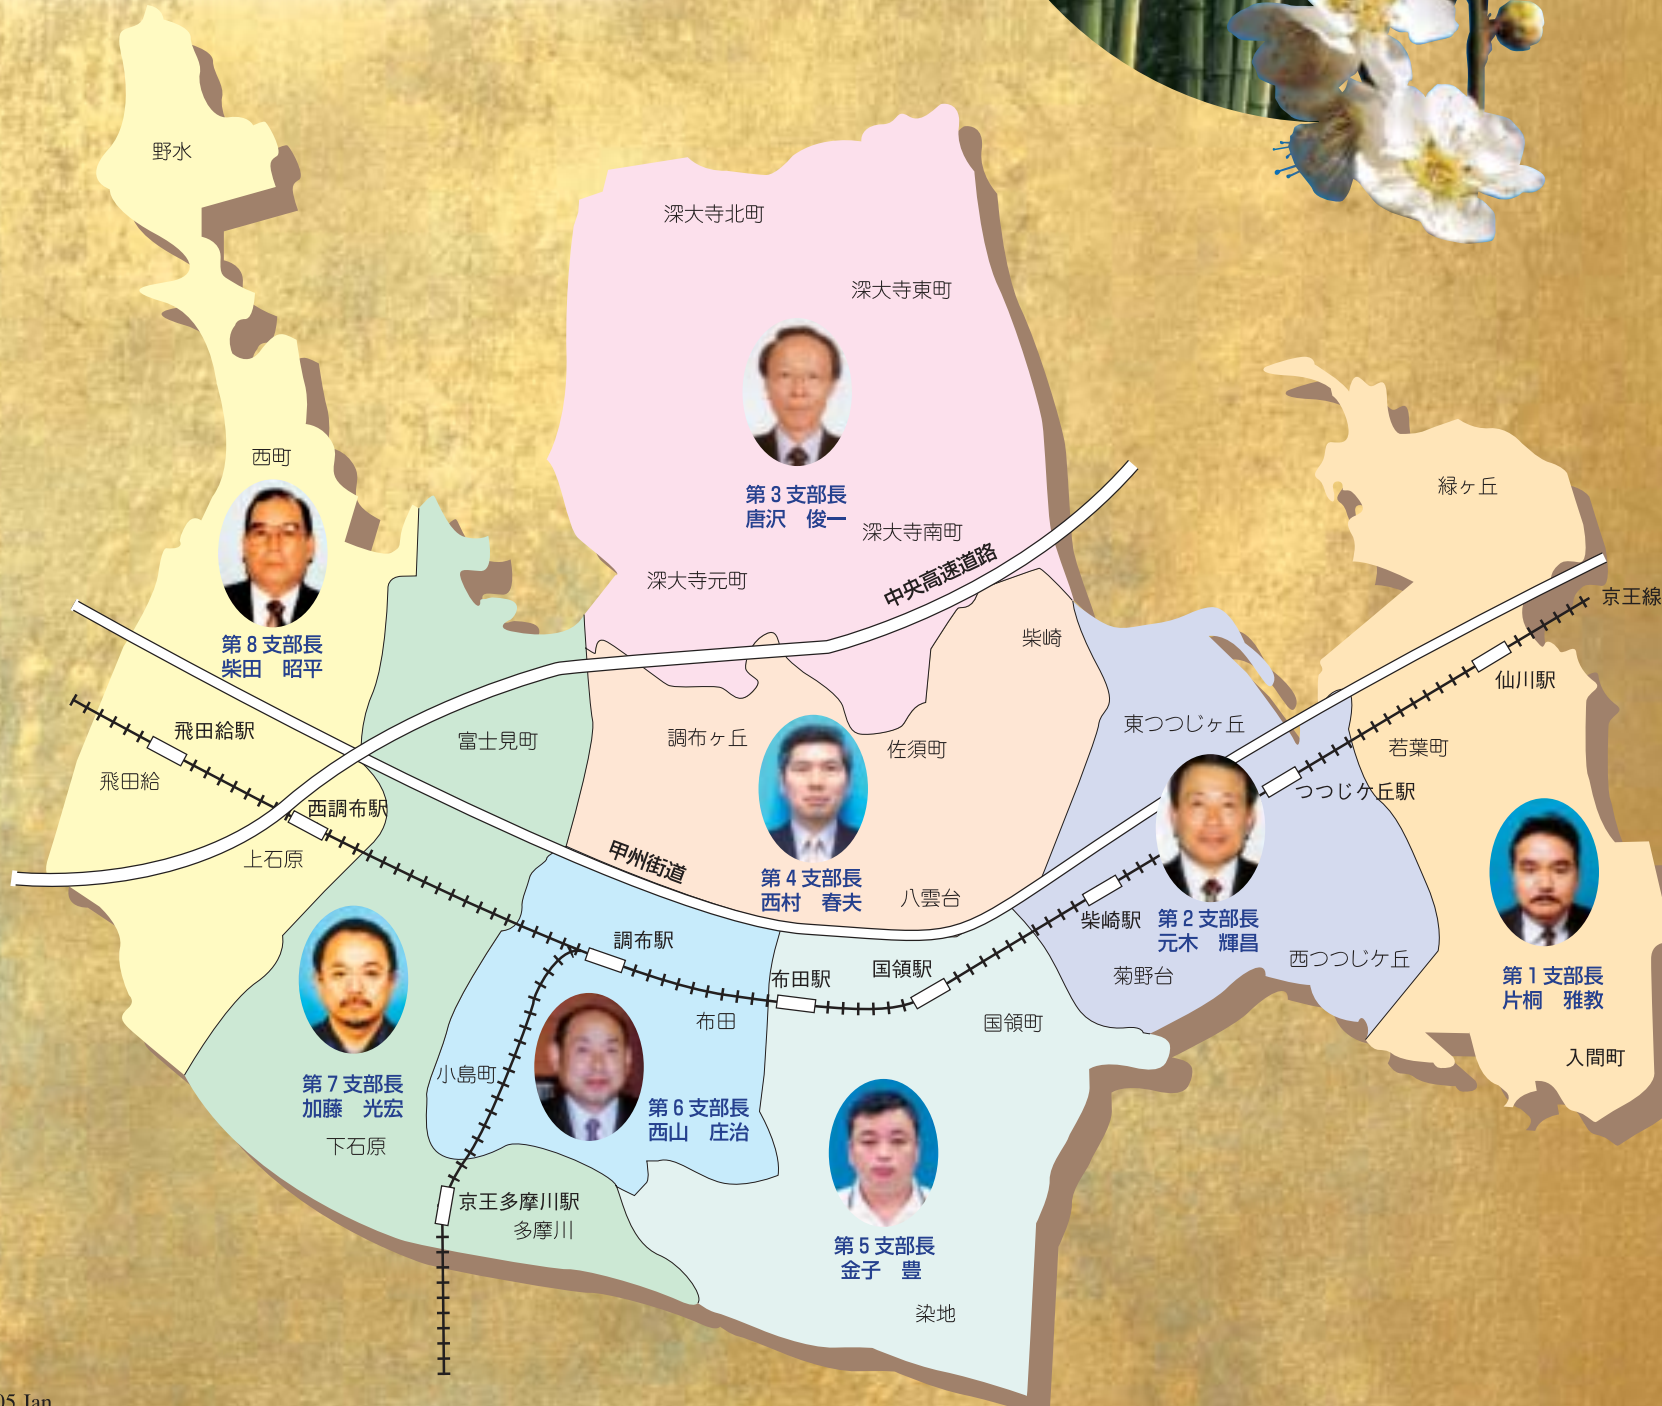 野水
深大寺北町
深大寺東町
西町
緑ヶ丘
第3支部長
唐沢 俊一
深大寺南町
深大寺元町
中央高速道路
京王線
柴崎
第8支部長
柴田 昭平
仙川駅
東つつじヶ丘
飛田給駅
富士見町
調布ヶ丘
佐須町
若葉町
飛田給
つつじケ丘駅
西調布駅
上石原
甲州街道
第4支部長
西村 春夫
八雲台
柴崎駅
第2支部長
元木 輝昌
調布駅
国領駅
布田駅
菊野台
西つつじケ丘
第1支部長
片桐 雅教
布田
国領町
入間町
小島町
第7支部長
加藤 光宏
第6支部長
西山 庄治
下石原
京王多摩川駅
多摩川
第5支部長
金子 豊
染地
05 Jan